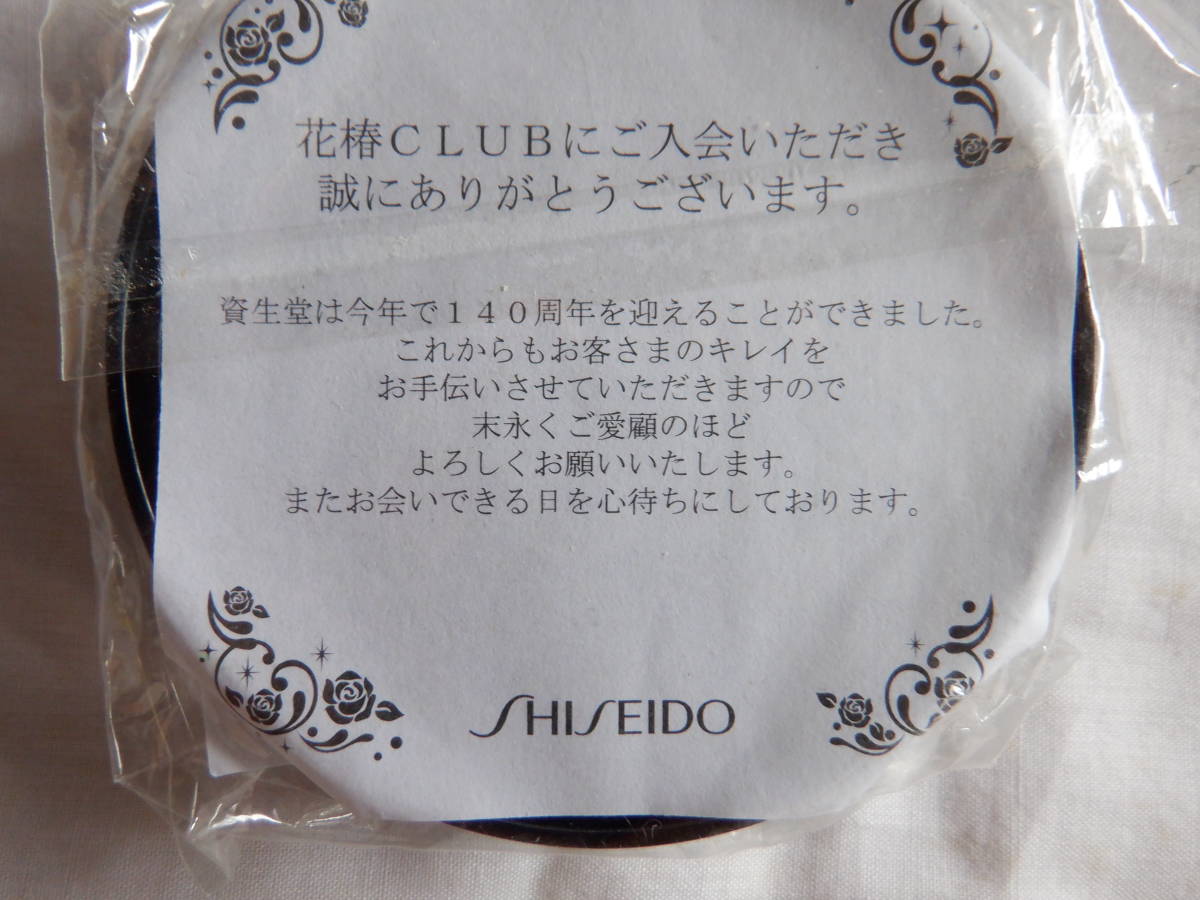 花椿ＣＬＵＢにご入会いただき
誠にありがとうございます。
資生堂は今年で１４０周年を迎えることができました。
これからもお客さまのキレイを
お手伝いさせていただきますので
末永くご愛顧のほど
よろしくお願いいたします。
またお会いできる日を心待ちにしております。
SHISEIDO